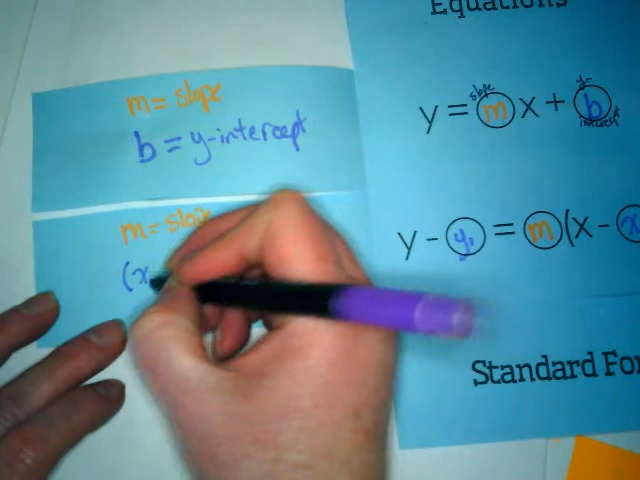 Equations
m = slope
b = y-intercept
slope y-
y = m x + b
intercept
m = slope
(x
y - y₁ = m (x - x
Standard For